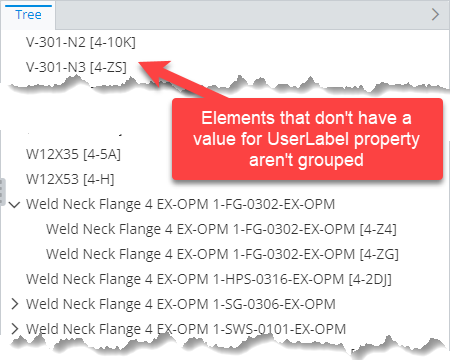 Tree
V-301-N2 [4-10K]
V-301-N3 [4-ZS]
Elements that don't have a
value for UserLabel property
aren't grouped
W12X35 [4-5A]
W12X53 [4-H]
Weld Neck Flange 4 EX-OPM 1-FG-0302-EX-OPM
Weld Neck Flange 4 EX-OPM 1-FG-0302-EX-OPM [4-Z4]
Weld Neck Flange 4 EX-OPM 1-FG-0302-EX-OPM [4-ZG]
Weld Neck Flange 4 EX-OPM 1-HPS-0316-EX-OPM [4-2DJ]
Weld Neck Flange 4 EX-OPM 1-SG-0306-EX-OPM
Weld Neck Flange 4 EX-OPM 1-SWS-0101-EX-OPM